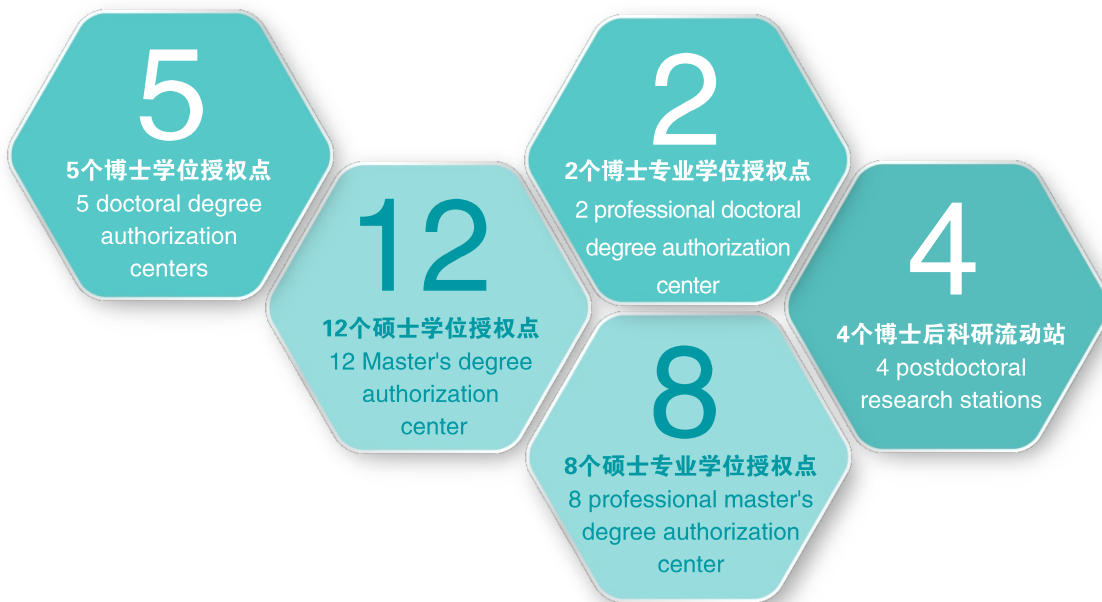 5
5个博士学位授权点
5 doctoral degree
authorization
centers
12
12个硕士学位授权点
12 Master's degree
authorization
center
2
2个博士专业学位授权点
2 professional doctoral
degree authorization
center
8
8个硕士专业学位授权点
8 professional master's
degree authorization
center
4
4个博士后科研流动站
4 postdoctoral
research stations